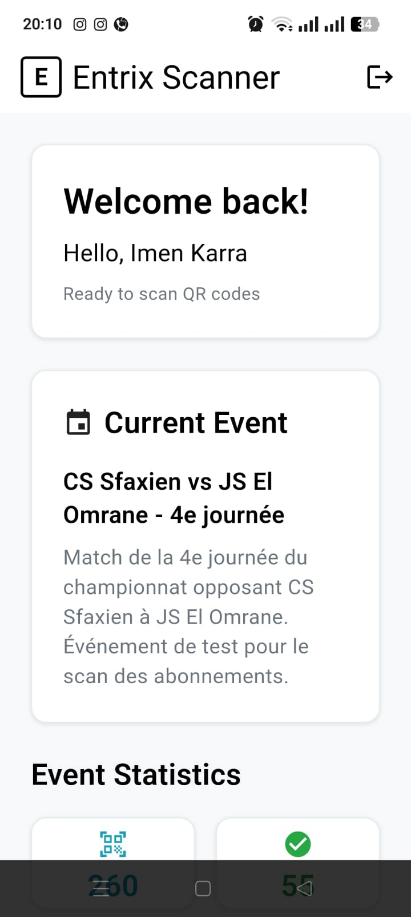 20:10
34
E Entrix Scanner
Welcome back!
Hello, Imen Karra
Ready to scan QR codes
Current Event
CS Sfaxien vs JS El
Omrane - 4e journée
Match de la 4e journée du
championnat opposant CS
Sfaxien à JS El Omrane.
Événement de test pour le
scan des abonnements.
Event Statistics
260 55